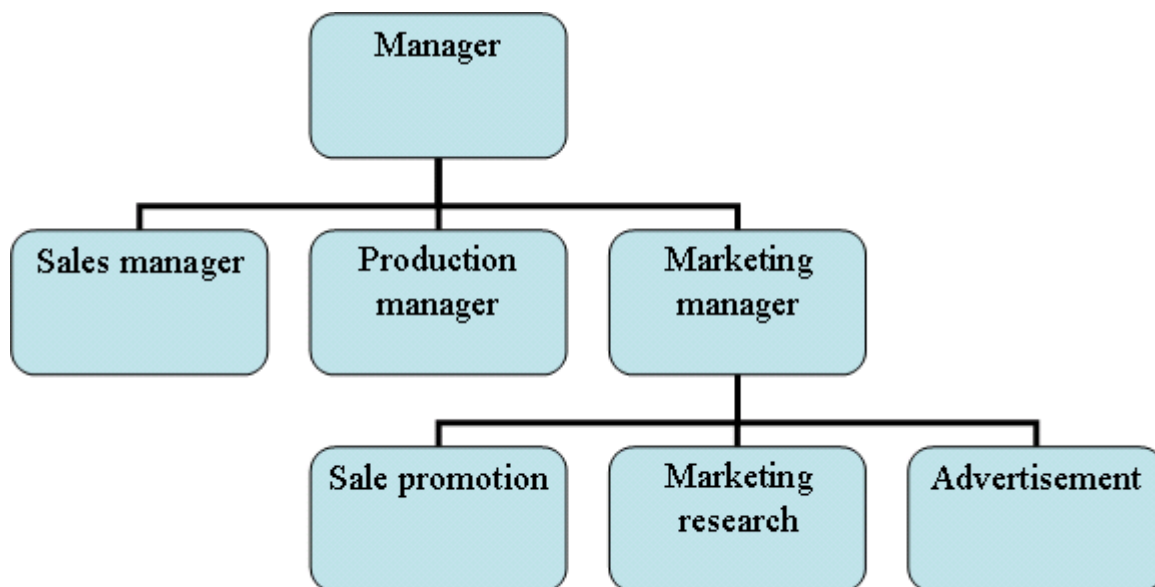 Manager
Sales manager
Production
manager
Marketing
manager
Sale promotion
Marketing
research
Advertisement